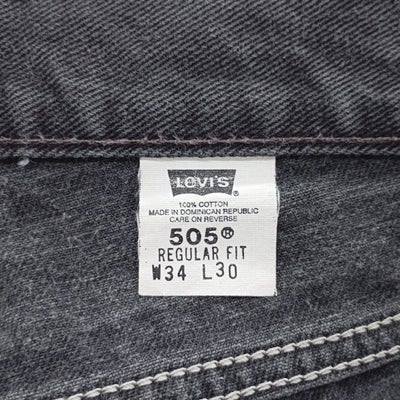 LEVI'S
100% COTTON
MADE IN DOMINICAN REPUBLIC
CARE ON REVERSE
505®
REGULAR FIT
W34 L30